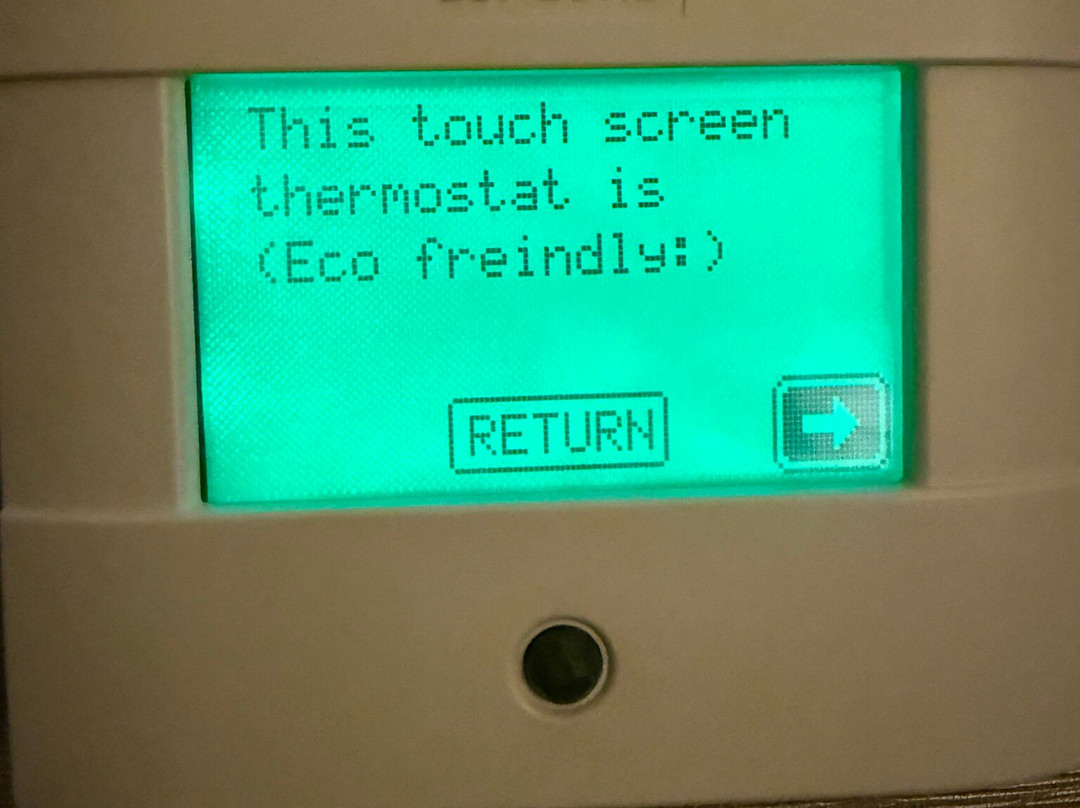 This touch screen
thermostat is
(Eco freindly:)
RETURN